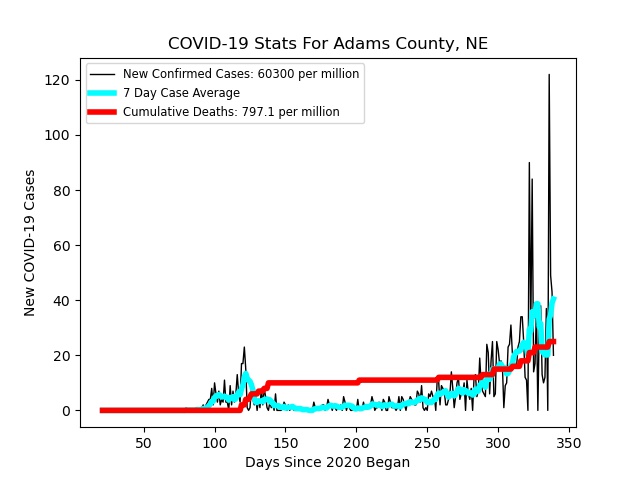 COVID-19 Stats For Adams County, NE
New Confirmed Cases: 60300 per million
7 Day Case Average
Cumulative Deaths: 797.1 per million
New COVID-19 Cases
120
100
80
60
40
20
0
50 100 150 200 250 300 350
Days Since 2020 Began